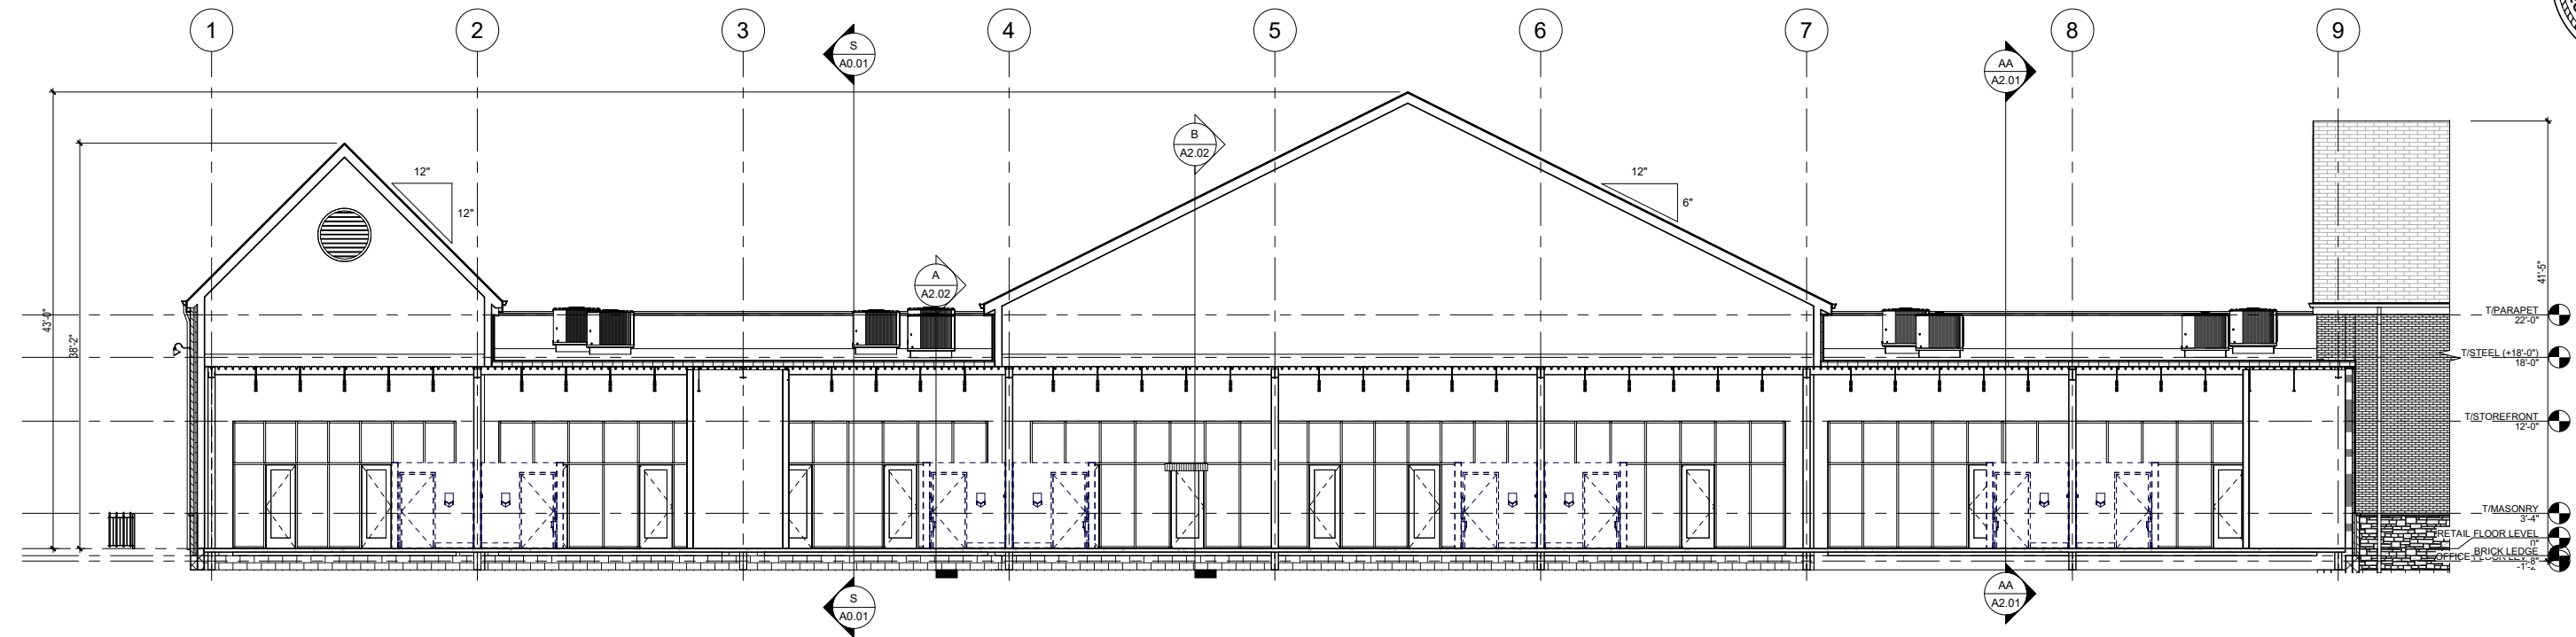 1
2
3
4
5
6
7
8
9
S
A0.01
AA
A2.01
B
A2.02
12"
12"
12"
6"
A
A2.02
43'-0"
38'-2"
41'-5"
T/PARAPET
22'-0"
T/STEEL (+18'-0")
18'-0"
T/STOREFRONT
12'-0"
T/MASONRY
3'-4"
RETAIL FLOOR LEVEL
0"
BRICK LEDGE
-1'-2"
S
A0.01
AA
A2.01